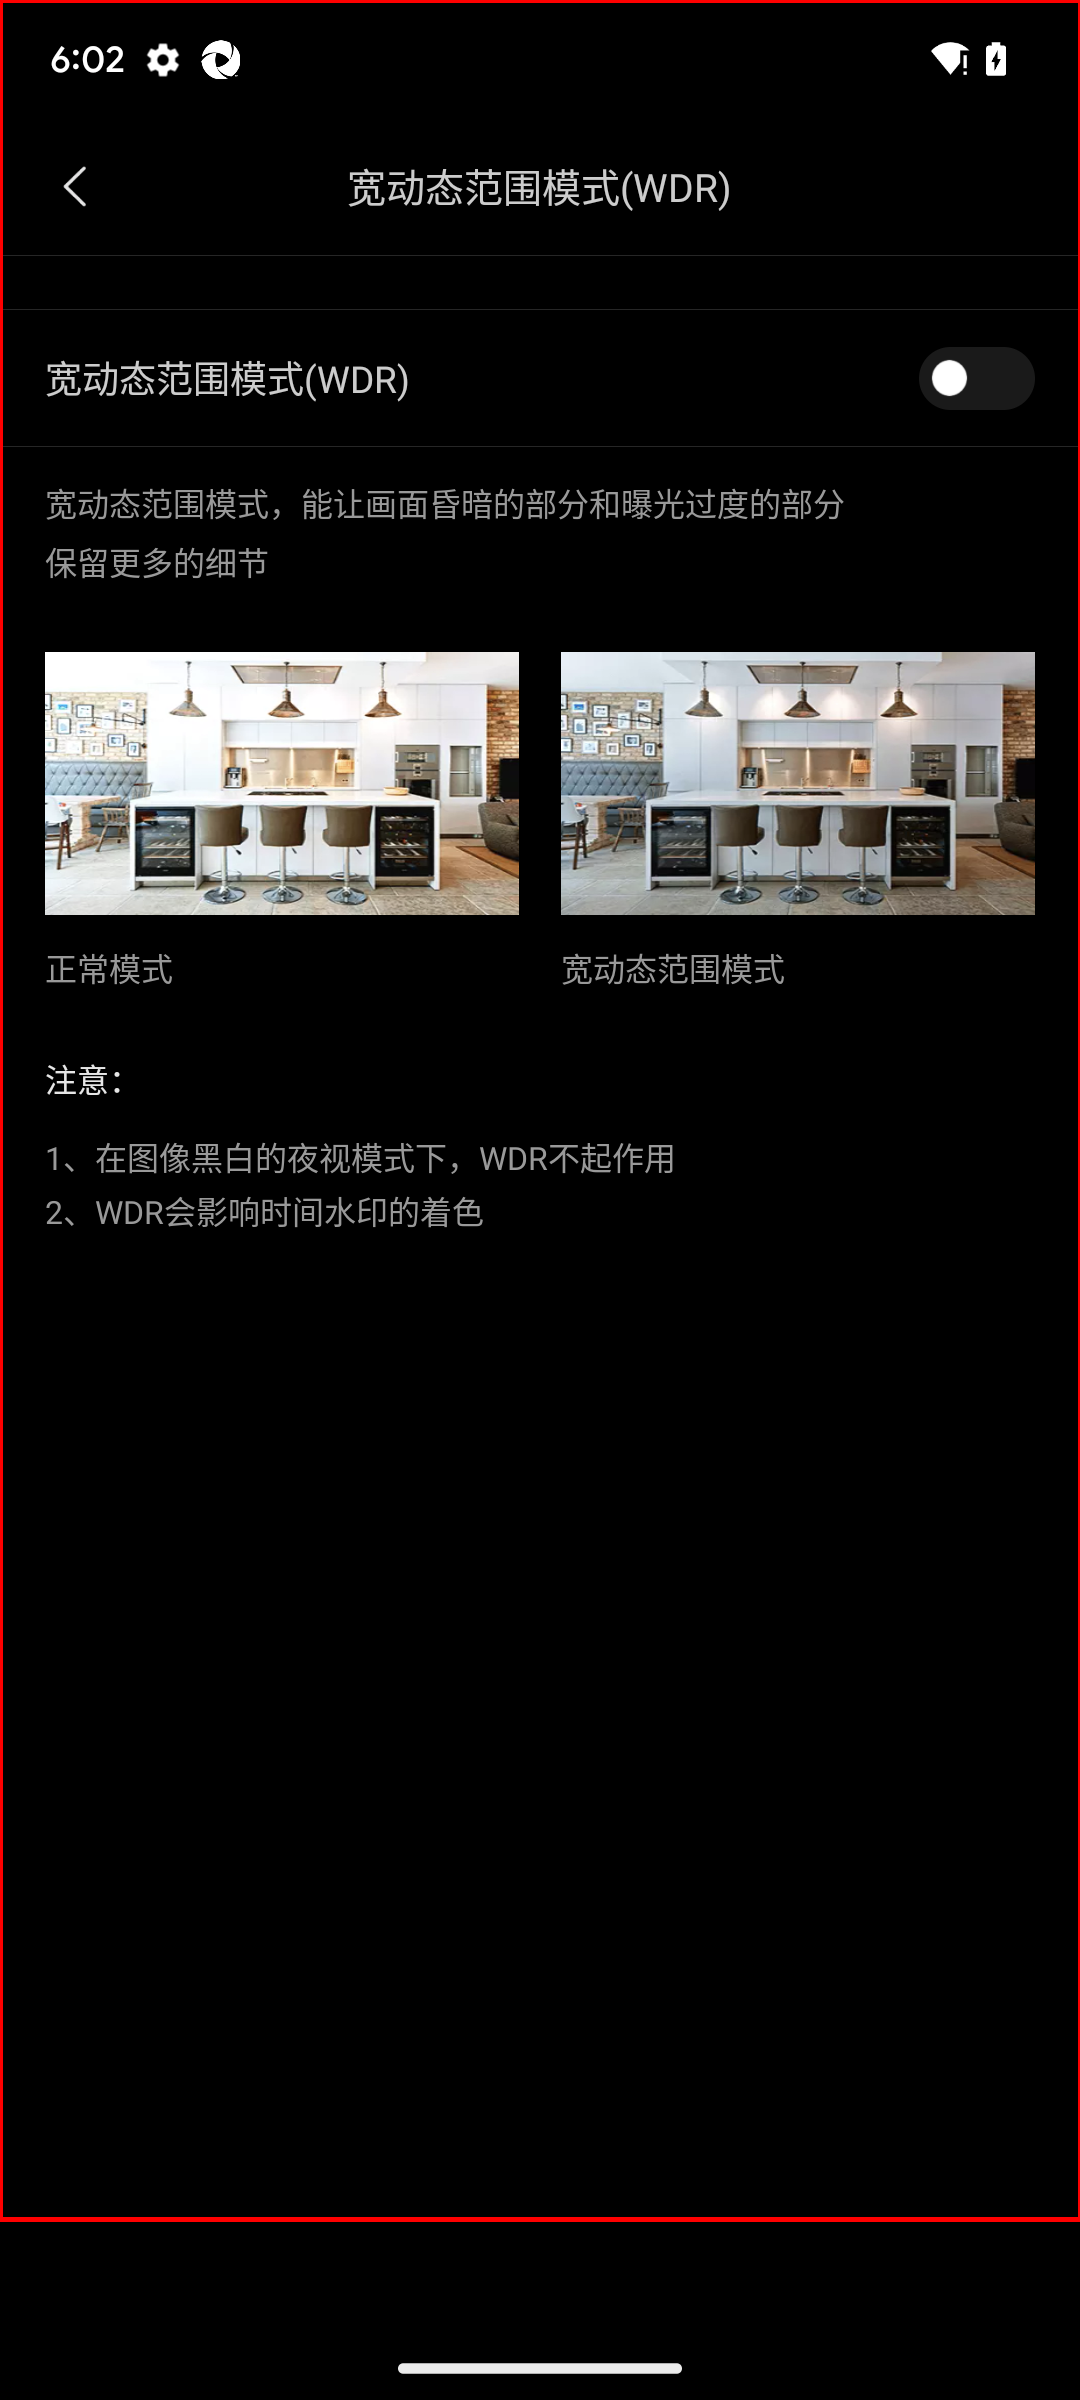 6:02
宽动态范围模式(WDR)
宽动态范围模式(WDR)
宽动态范围模式，能让画面昏暗的部分和曝光过度的部分
保留更多的细节
正常模式
宽动态范围模式
注意：
1、在图像黑白的夜视模式下，WDR不起作用
2、WDR会影响时间水印的着色